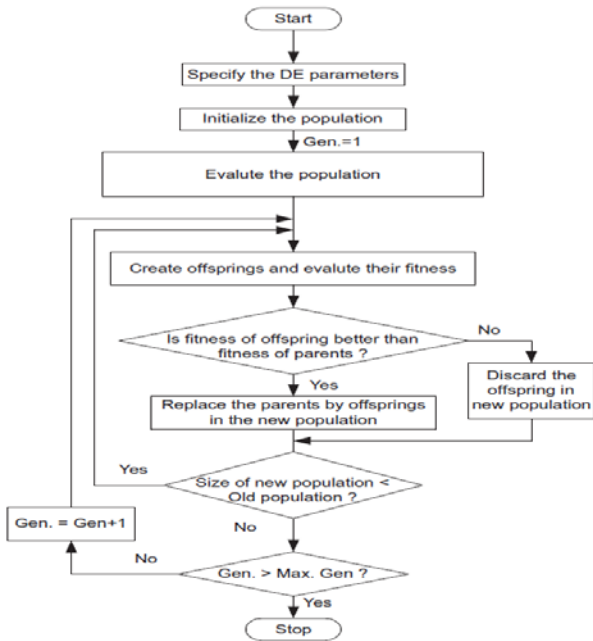 Start
Specify the DE parameters
Initialize the population
Gen.=1
Evalute the population
Create offsprings and evalute their fitness
Is fitness of offspring better than
fitness of parents ?
No
Yes
Discard the
offspring in
new population
Replace the parents by offsprings
in the new population
Yes
Size of new population <
Old population ?
No
Gen. = Gen+1
No
Gen. > Max. Gen ?
Yes
Stop